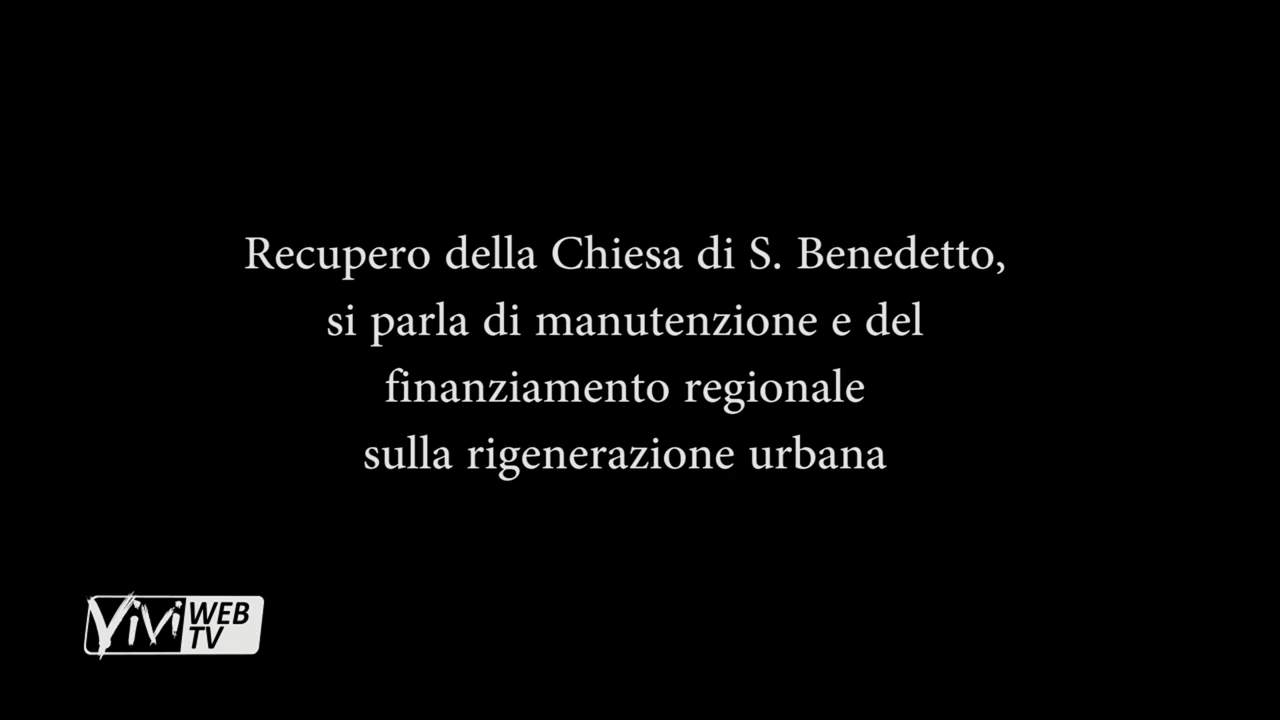 Recupero della Chiesa di S. Benedetto,
si parla di manutenzione e del
finanziamento regionale
sulla rigenerazione urbana
ViVi WEB
TV